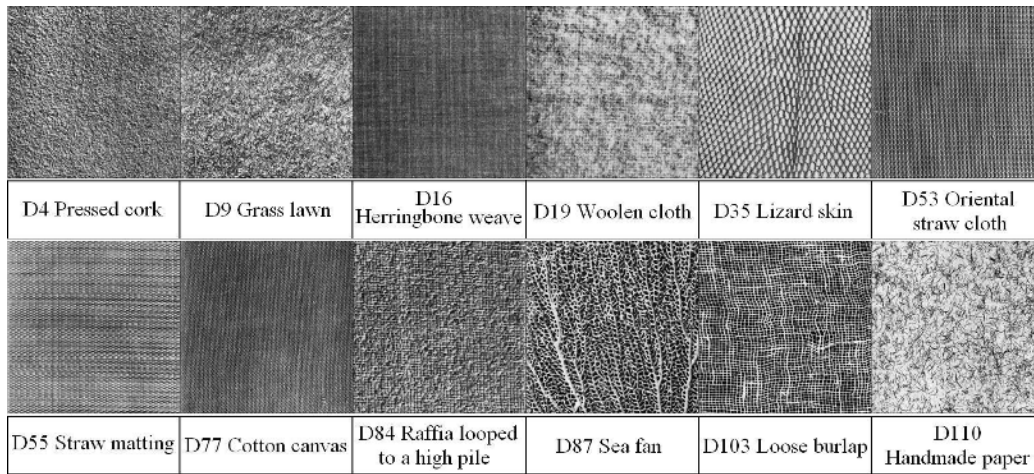 D4 Pressed cork
D9 Grass lawn
D16
Herringbone weave
D19 Woolen cloth
D35 Lizard skin
D53 Oriental
straw cloth
D55 Straw matting
D77 Cotton canvas
D84 Raffia looped
to a high pile
D87 Sea fan
D103 Loose burlap
D110
Handmade paper